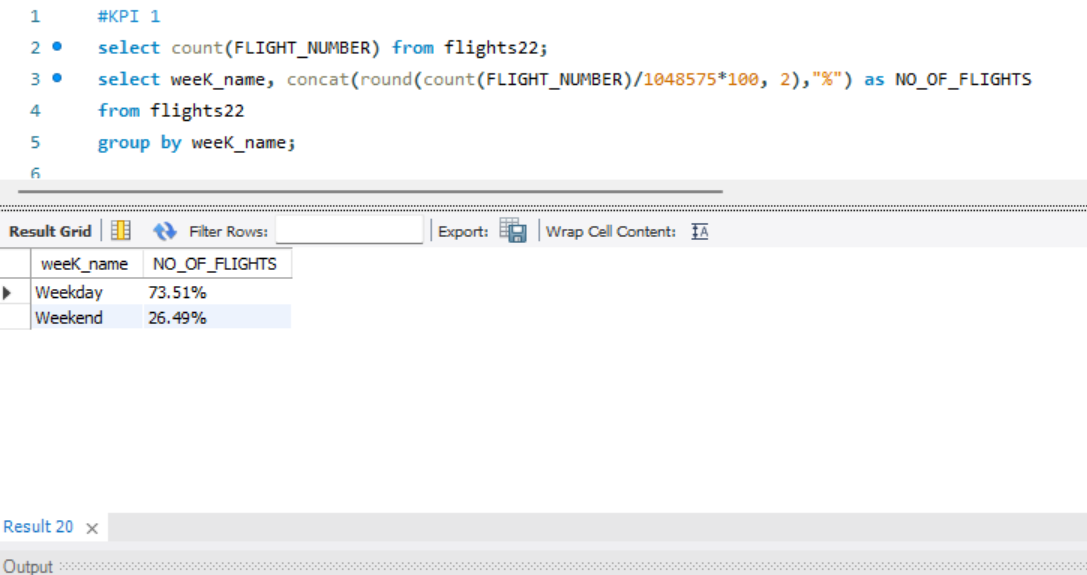 1 #KPI 1
2 select count(FLIGHT_NUMBER) from flights22;
3 select weeK_name, concat(round(count(FLIGHT_NUMBER)/1048575*100, 2),"%") as NO_OF_FLIGHTS
4 from flights22
5 group by weeK_name;
6
Result Grid Filter Rows: Export: Wrap Cell Content: IA
weeK_name NO_OF_FLIGHTS
Weekday 73.51%
Weekend 26.49%
Result 20 ×
Output